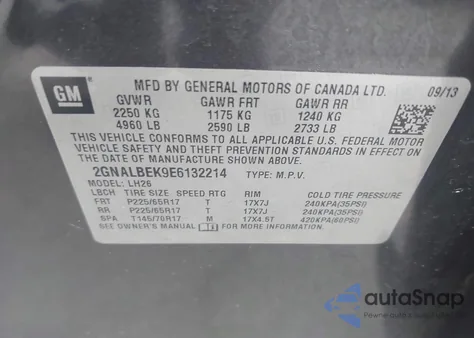 GM
MFD BY GENERAL MOTORS OF CANADA LTD. 09/13
GVWR GAWR FRT GAWR RR
2250 KG 1175 KG 1240 KG
4960 LB 2590 LB 2733 LB
THIS VEHICLE CONFORMS TO ALL APPLICABLE U.S. FEDERAL MOTOR
VEHICLE SAFETY AND THEFT PREVENTION STANDARDS IN EFFECT ON
THE DATE OF MANUFACTURE SHOWN ABOVE.
2GNALBEK9E6132214 TYPE: M.P.V.
MODEL: LH26
LBCH TIRE SIZE SPEED RTG RIM COLD TIRE PRESSURE
FRT P225/65R17 T 17X7J 240KPA(35PSI)
RR P225/65R17 T 17X7J 240KPA(35PSI)
SPA T145/70R17 M 17X4.5T 420KPA(60PSI)
SEE OWNER'S MANUAL FOR MORE INFORMATION.
autoSnap